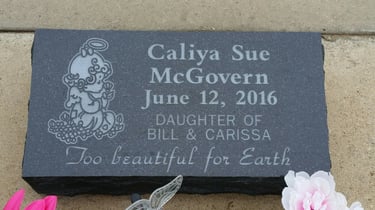 Caliya Sue
McGovern
June 12, 2016
DAUGHTER OF
BILL & CARISSA
Too beautiful for Earth